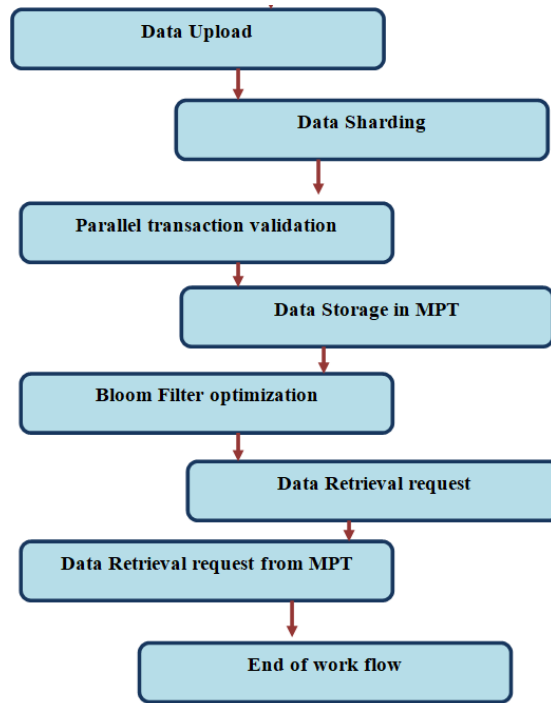 Data Upload
Data Sharding
Parallel transaction validation
Data Storage in MPT
Bloom Filter optimization
Data Retrieval request
Data Retrieval request from MPT
End of work flow